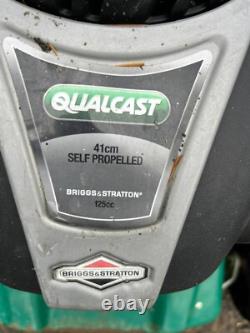 QUALCAST
41cm
SELF PROPELLED
BRIGGS&STRATTON®
125cc
BRIGGS&STRATTON